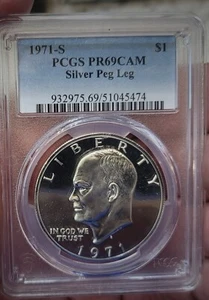 1971-S $1
PCGS PR69CAM
Silver Peg Leg
932975.69/51045474
LIBERTY
IN GOD WE
TRUST
1971